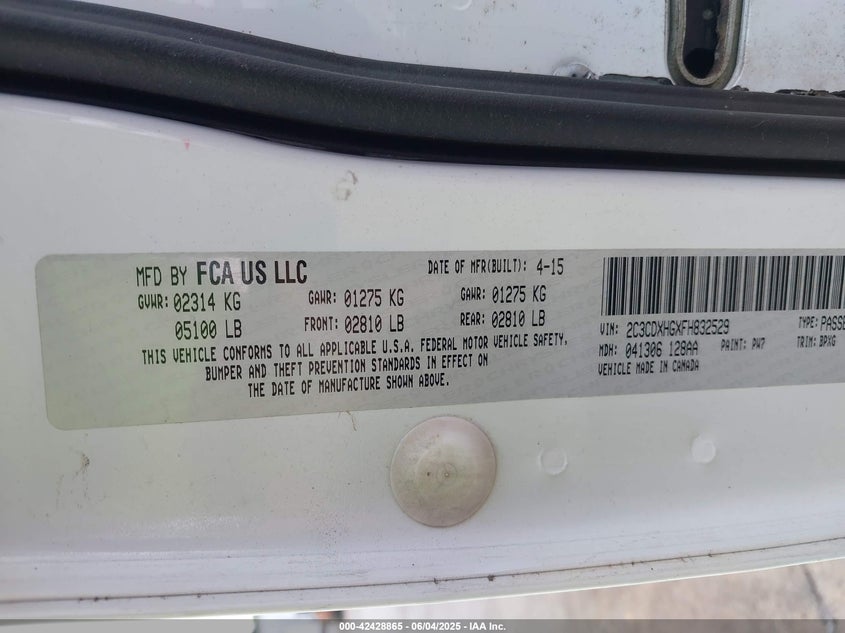 MFD BY FCA US LLC
DATE OF MFR(BUILT): 4-15
GVWR: 02314 KG
GAWR: 01275 KG
GAWR: 01275 KG
05100 LB
FRONT: 02810 LB
REAR: 02810 LB
THIS VEHICLE CONFORMS TO ALL APPLICABLE U.S.A. FEDERAL MOTOR VEHICLE SAFETY,
BUMPER AND THEFT PREVENTION STANDARDS IN EFFECT ON
THE DATE OF MANUFACTURE SHOWN ABOVE.
VIN: 2C3CDXHGXFH832529
TYPE: PASSE
MDH: 041306 128AA
PAINT: PW7
TRIM: BPXG
VEHICLE MADE IN CANADA
000-42428865 - 06/04/2025 - IAA Inc.